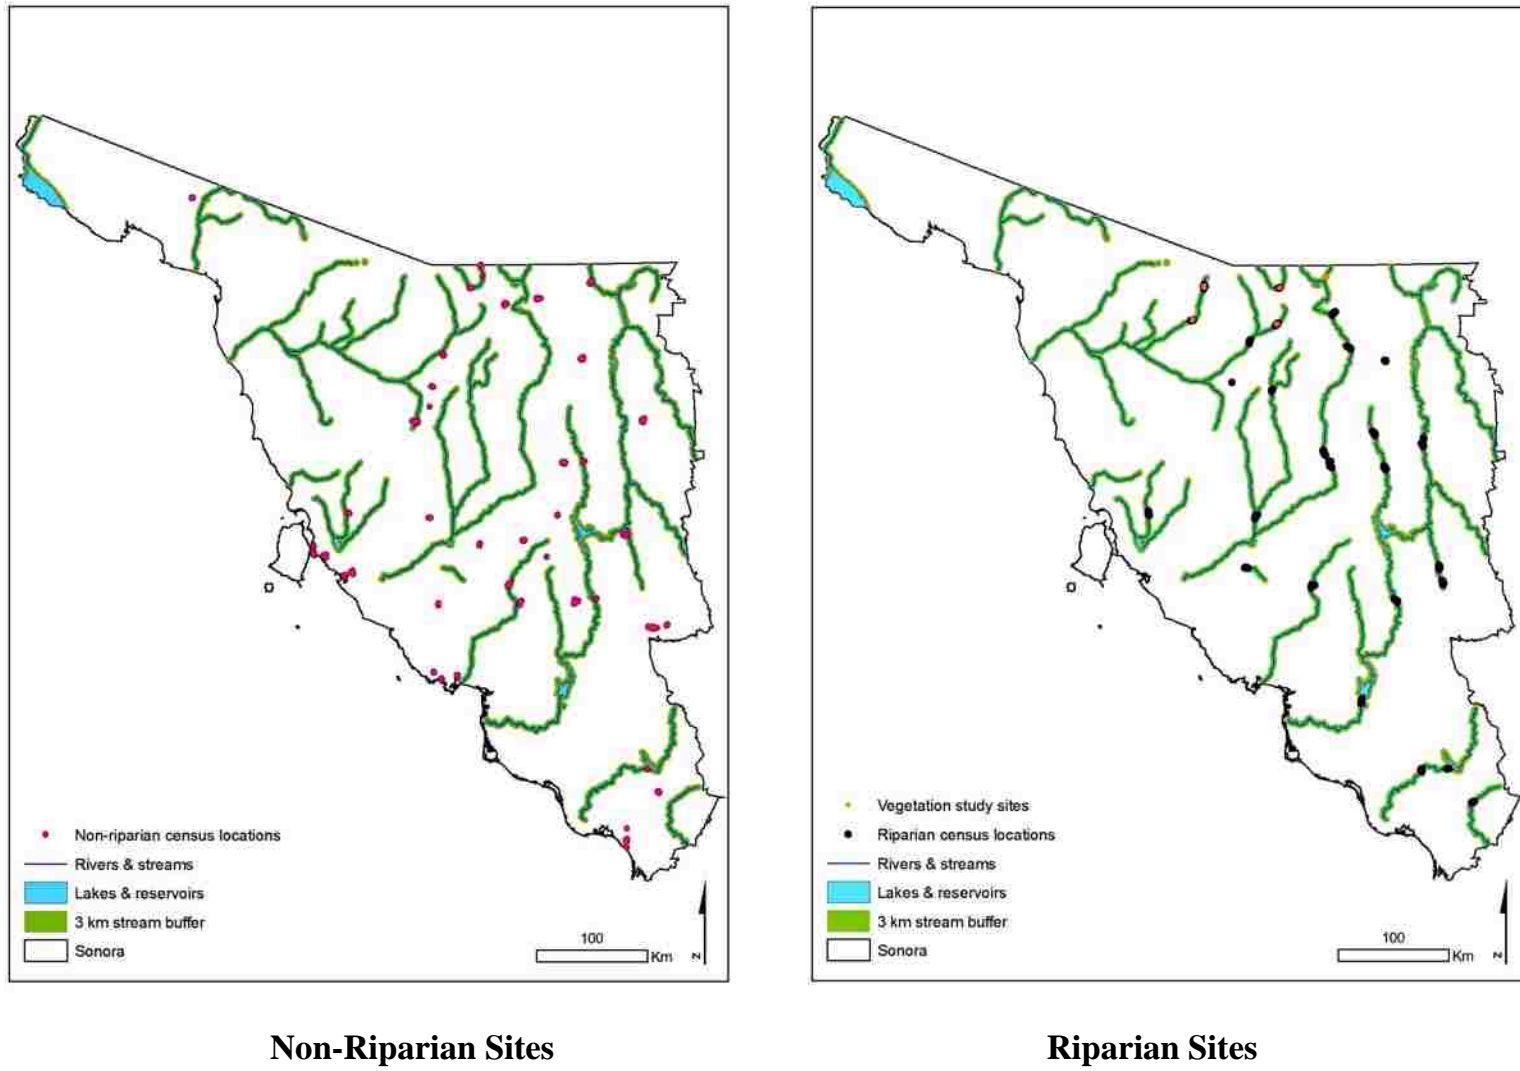 Non-riparian census locations
Rivers & streams
Lakes & reservoirs
3 km stream buffer
Sonora
100
Km
N
Vegetation study sites
Riparian census locations
Rivers & streams
Lakes & reservoirs
3 km stream buffer
Sonora
100
Km
N
Non-Riparian Sites
Riparian Sites